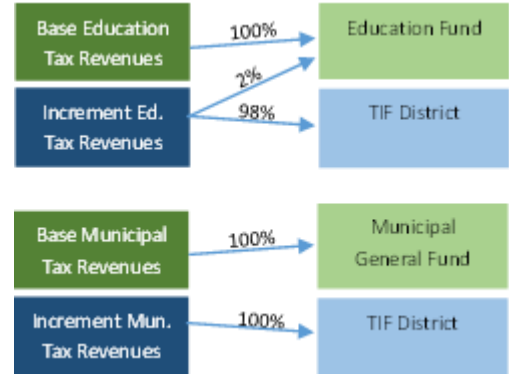 Base Education
Tax Revenues
100%
Education Fund
2%
Increment Ed.
Tax Revenues
98%
TIF District
Base Municipal
Tax Revenues
100%
Municipal
General Fund
Increment Mun.
Tax Revenues
100%
TIF District